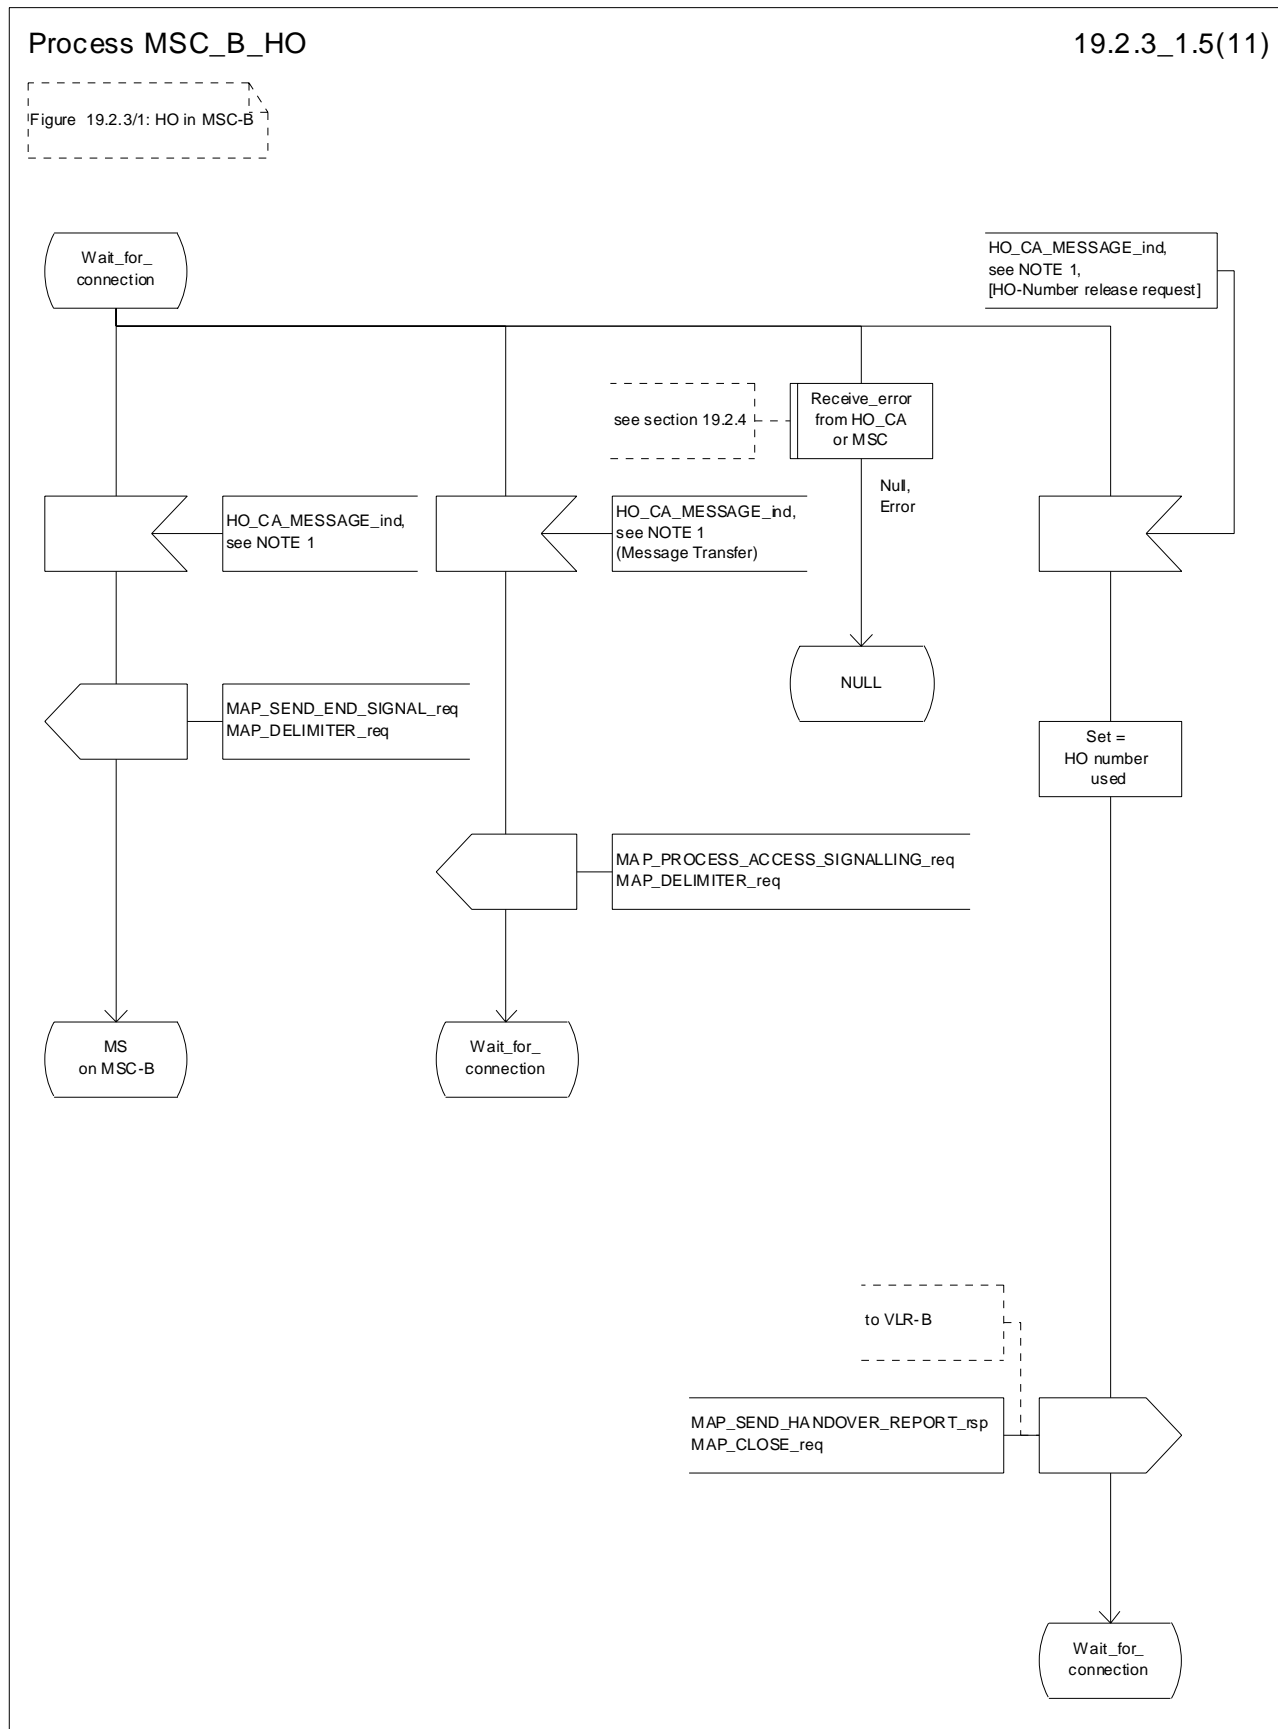 Process MSC_B_HO
19.2.3_1.5(11)
Figure 19.2.3/1: HO in MSC-B
Wait_for_
connection
HO_CA_MESSAGE_ind,
see NOTE 1,
[HO-Number release request]
see section 19.2.4
Receive_error
from HO_CA
or MSC
Null,
Error
HO_CA_MESSAGE_ind,
see NOTE 1
HO_CA_MESSAGE_ind,
see NOTE 1
(Message Transfer)
NULL
MAP_SEND_END_SIGNAL_req
MAP_DELIMITER_req
Set =
HO number
used
MAP_PROCESS_ACCESS_SIGNALLING_req
MAP_DELIMITER_req
MS
on MSC-B
Wait_for_
connection
to VLR-B
MAP_SEND_HANDOVER_REPORT_rsp
MAP_CLOSE_req
Wait_for_
connection